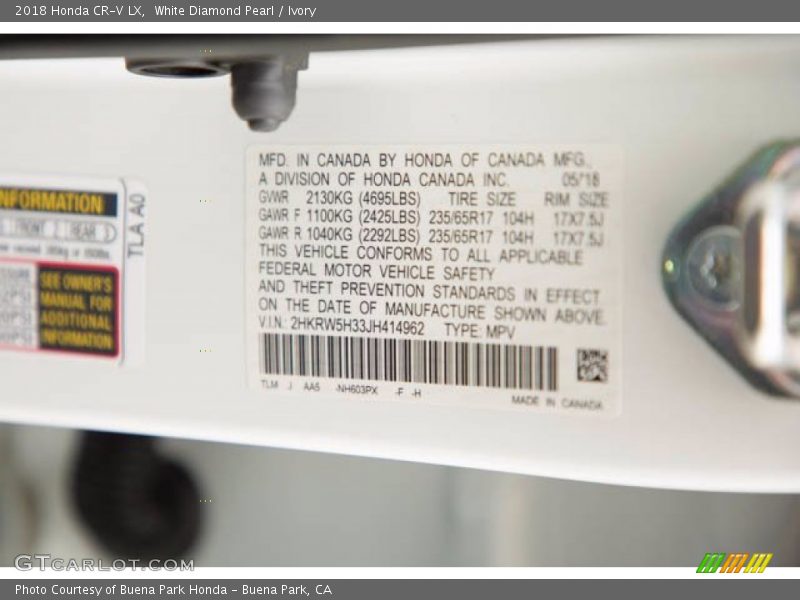 2018 Honda CR-V LX, White Diamond Pearl / Ivory
MFD. IN CANADA BY HONDA OF CANADA MFG.,
A DIVISION OF HONDA CANADA INC. 05/18
GVWR 2130KG (4695LBS) TIRE SIZE RIM SIZE
GAWR F 1100KG (2425LBS) 235/65R17 104H 17X7.5J
GAWR R 1040KG (2292LBS) 235/65R17 104H 17X7.5J
THIS VEHICLE CONFORMS TO ALL APPLICABLE
FEDERAL MOTOR VEHICLE SAFETY
AND THEFT PREVENTION STANDARDS IN EFFECT
ON THE DATE OF MANUFACTURE SHOWN ABOVE.
V.I.N.: 2HKRW5H33JH414962 TYPE: MPV
TLM J AA5 -NH603PX -F -H
MADE IN CANADA
NFORMATION
FRONT REAR
TLA A0
SEE OWNER'S
MANUAL FOR
ADDITIONAL
INFORMATION
GTCarLot.com
Photo Courtesy of Buena Park Honda - Buena Park, CA